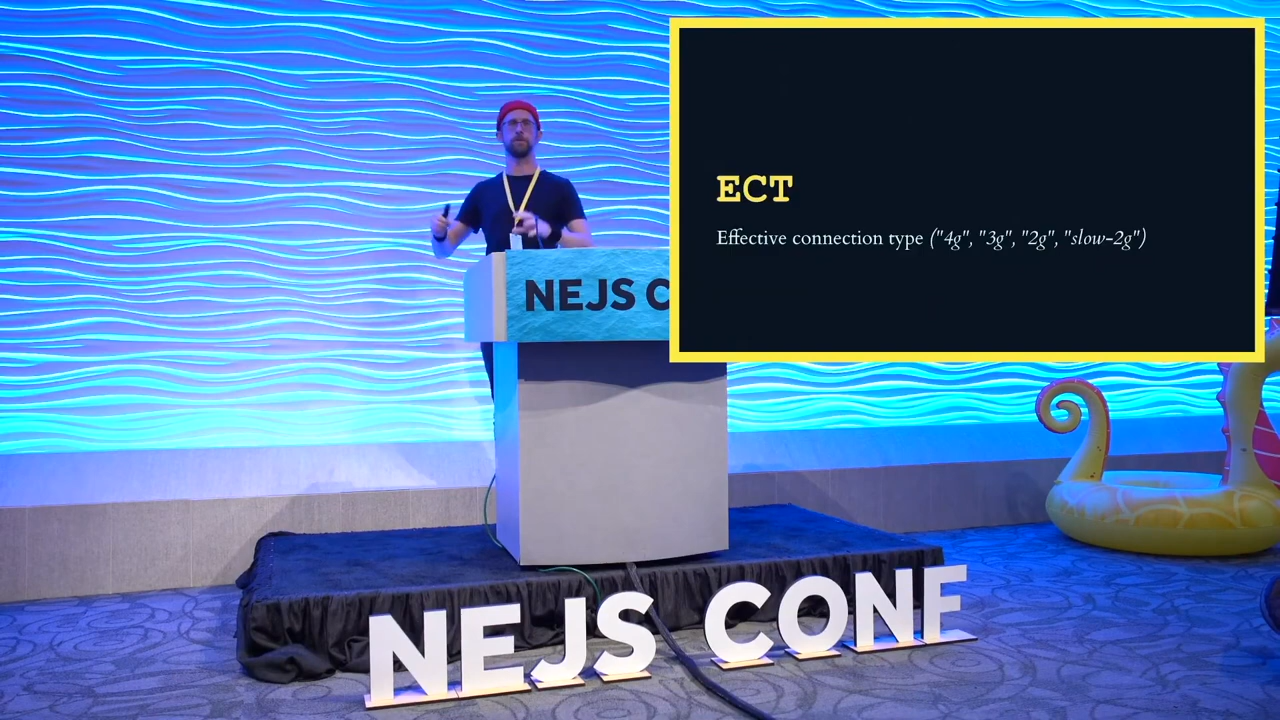 ECT
Effective connection type ("4g", "3g", "2g", "slow-2g")
NEJS C
NEJS CONF